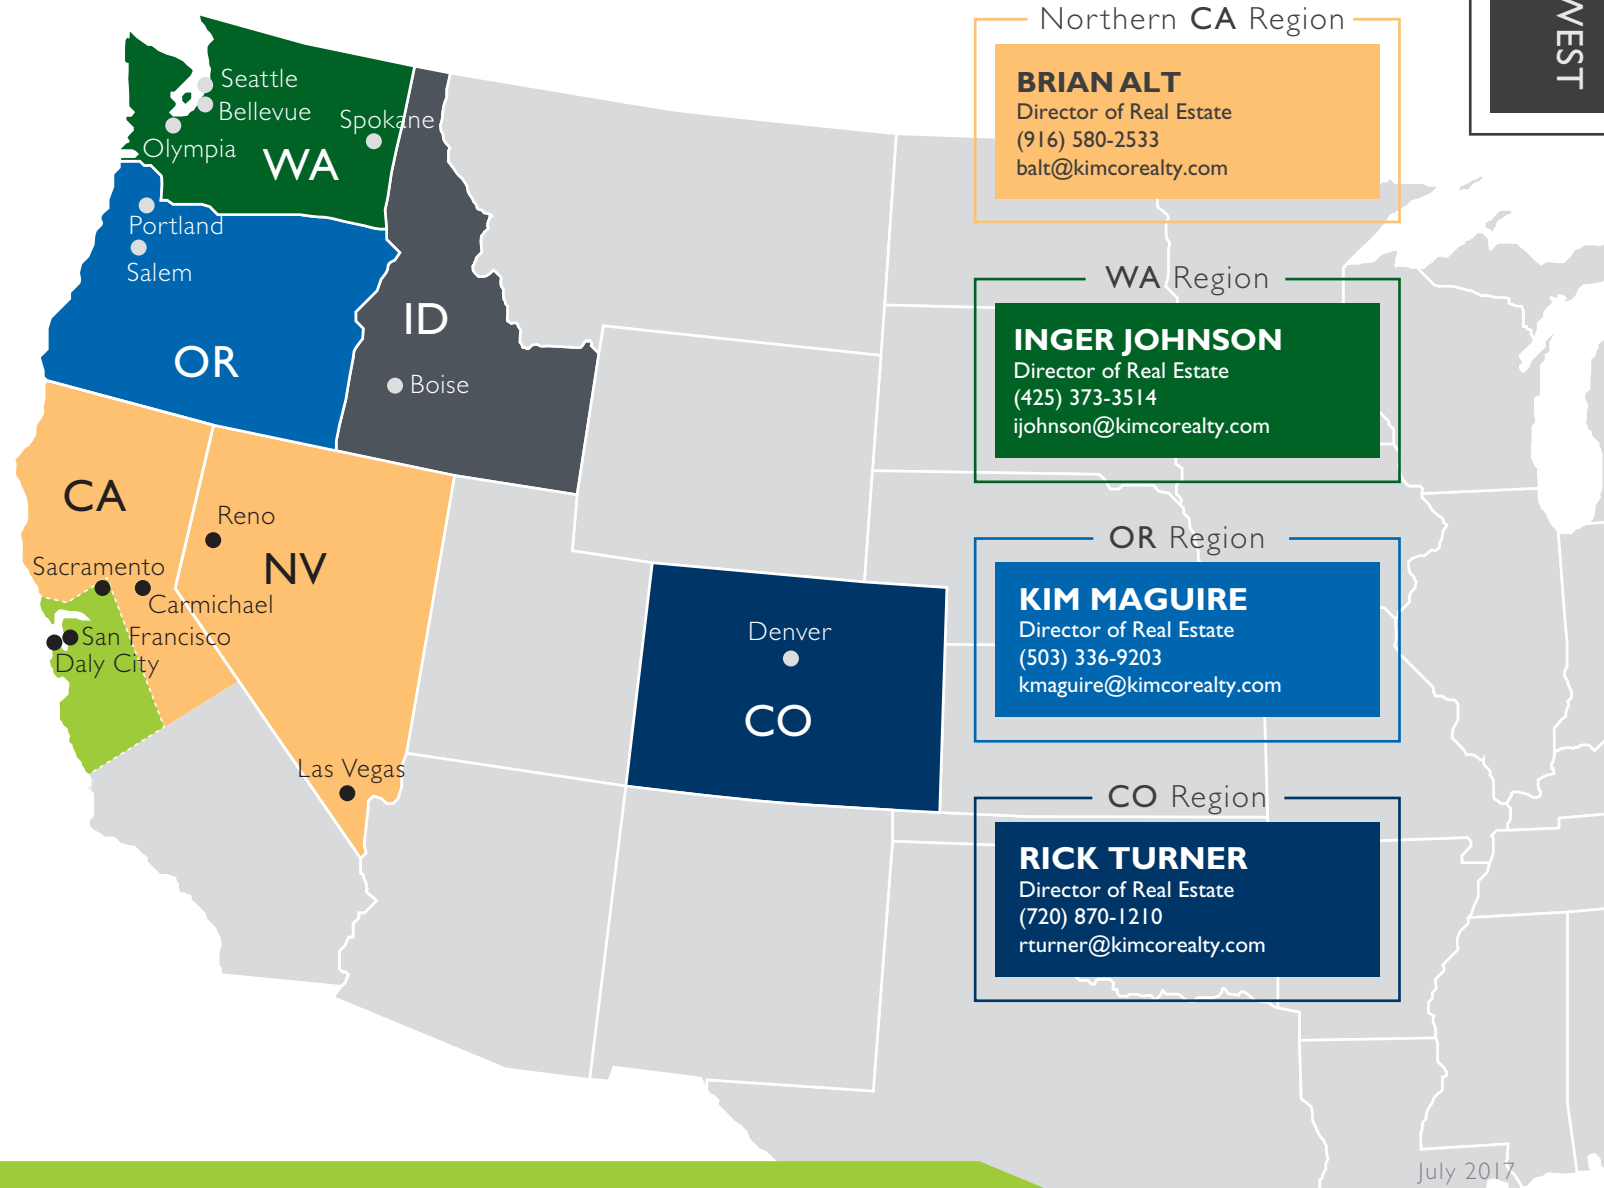 WEST
Northern CA Region
BRIAN ALT
Director of Real Estate
(916) 580-2533
balt@kimcorealty.com
WA Region
INGER JOHNSON
Director of Real Estate
(425) 373-3514
ijohnson@kimcorealty.com
OR Region
KIM MAGUIRE
Director of Real Estate
(503) 336-9203
kmaguire@kimcorealty.com
CO Region
RICK TURNER
Director of Real Estate
(720) 870-1210
rturner@kimcorealty.com
Seattle
Bellevue
Spokane
Olympia
WA
Portland
Salem
OR
ID
Boise
CA
Reno
NV
Sacramento
Carmichael
San Francisco
Daly City
Las Vegas
Denver
CO
July 2017